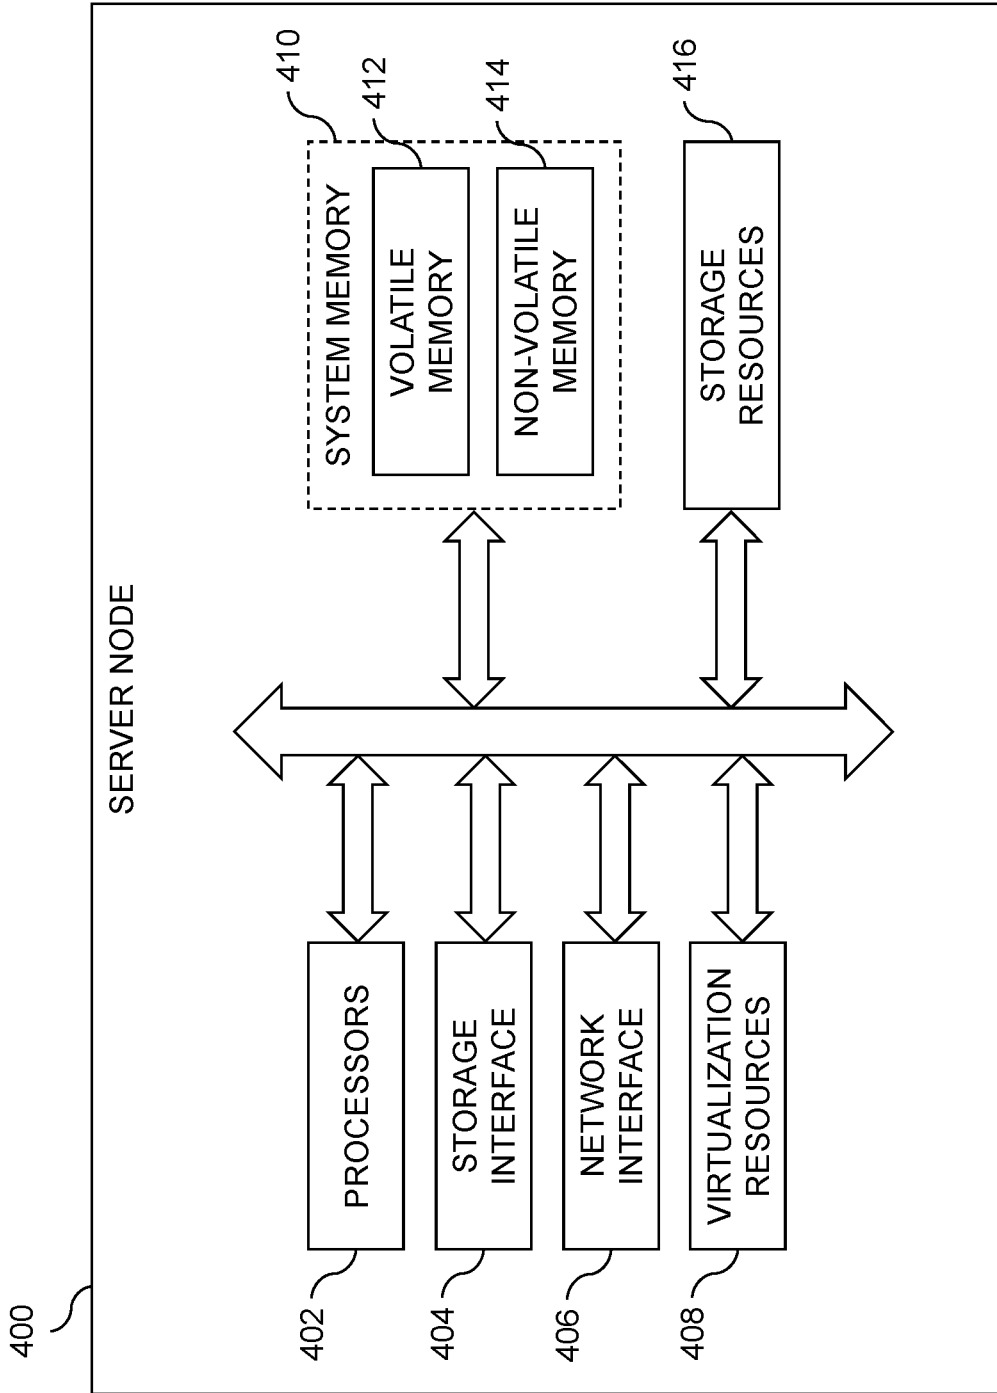 400
SERVER NODE
402
PROCESSORS
404
STORAGE
INTERFACE
406
NETWORK
INTERFACE
408
VIRTUALIZATION
RESOURCES
410
SYSTEM MEMORY
412
VOLATILE
MEMORY
414
NON-VOLATILE
MEMORY
416
STORAGE
RESOURCES